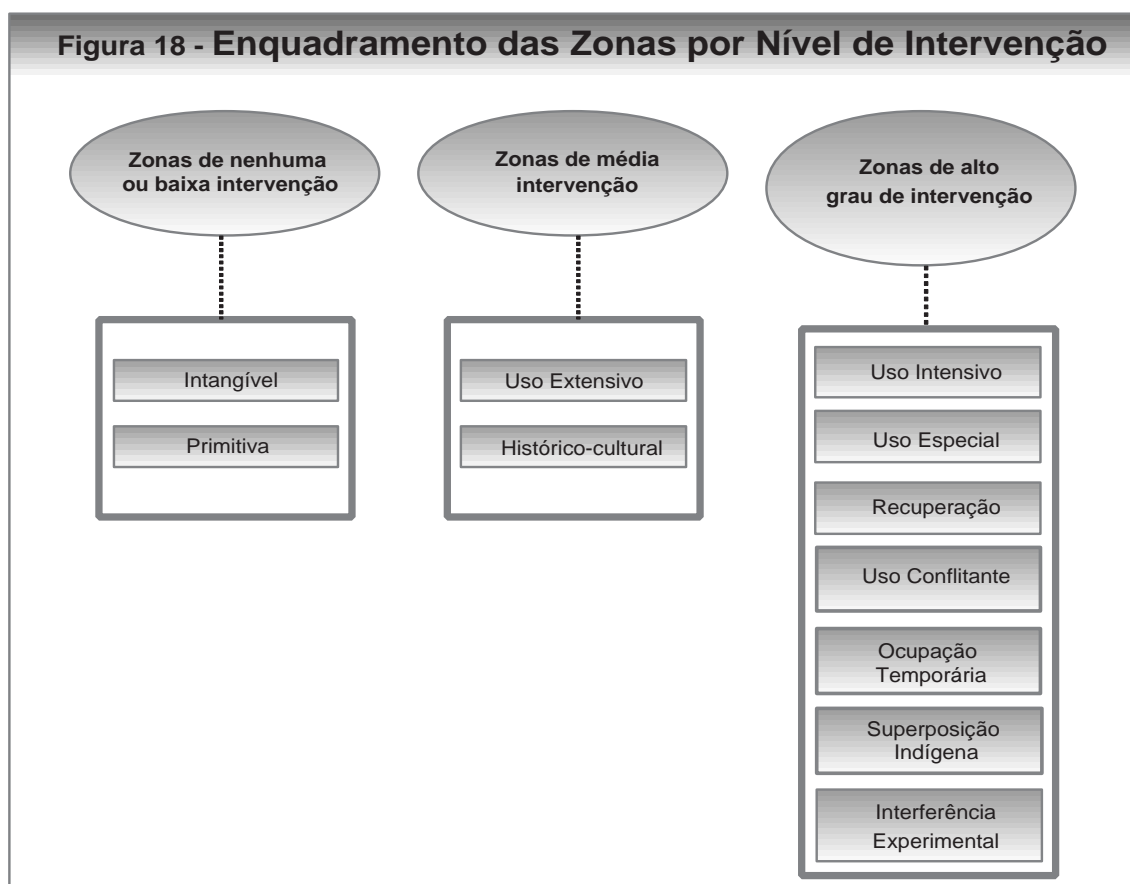 Figura 18 - Enquadramento das Zonas por Nível de Intervenção
Zonas de nenhuma
ou baixa intervenção
Intangível
Primitiva
Zonas de média
intervenção
Uso Extensivo
Histórico-cultural
Zonas de alto
grau de intervenção
Uso Intensivo
Uso Especial
Recuperação
Uso Conflitante
Ocupação
Temporária
Superposição
Indígena
Interferência
Experimental